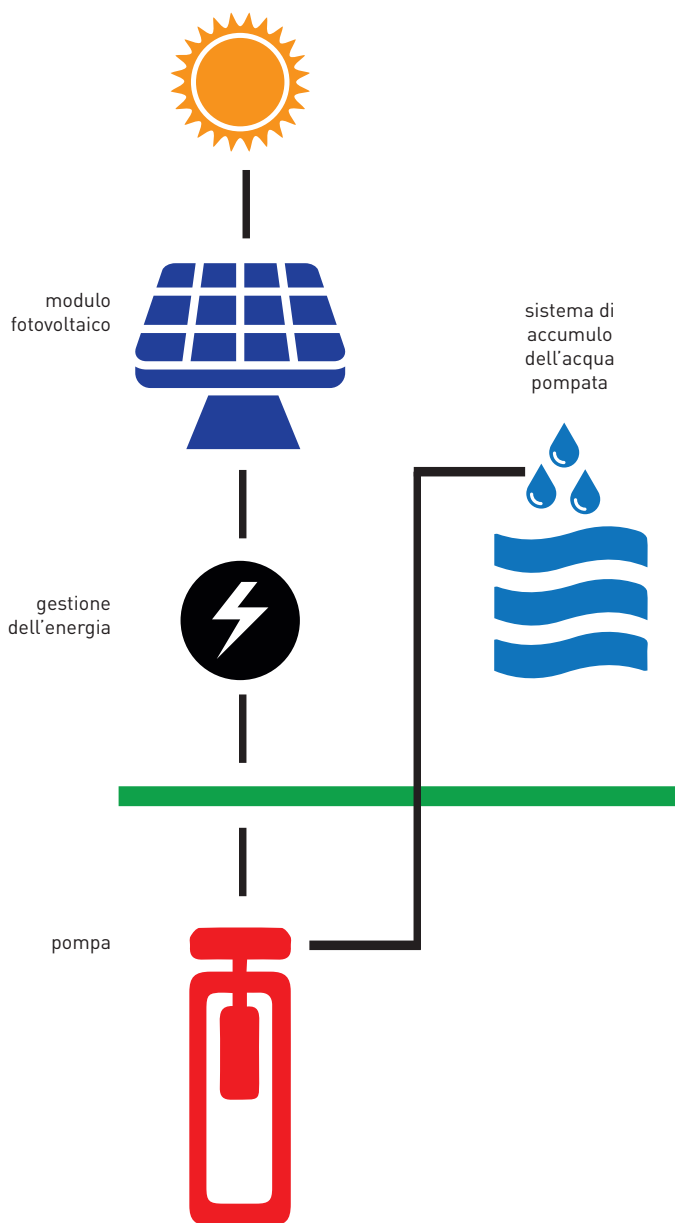 modulo
fotovoltaico
sistema di
accumulo
dell'acqua
pompata
gestione
dell'energia
pompa